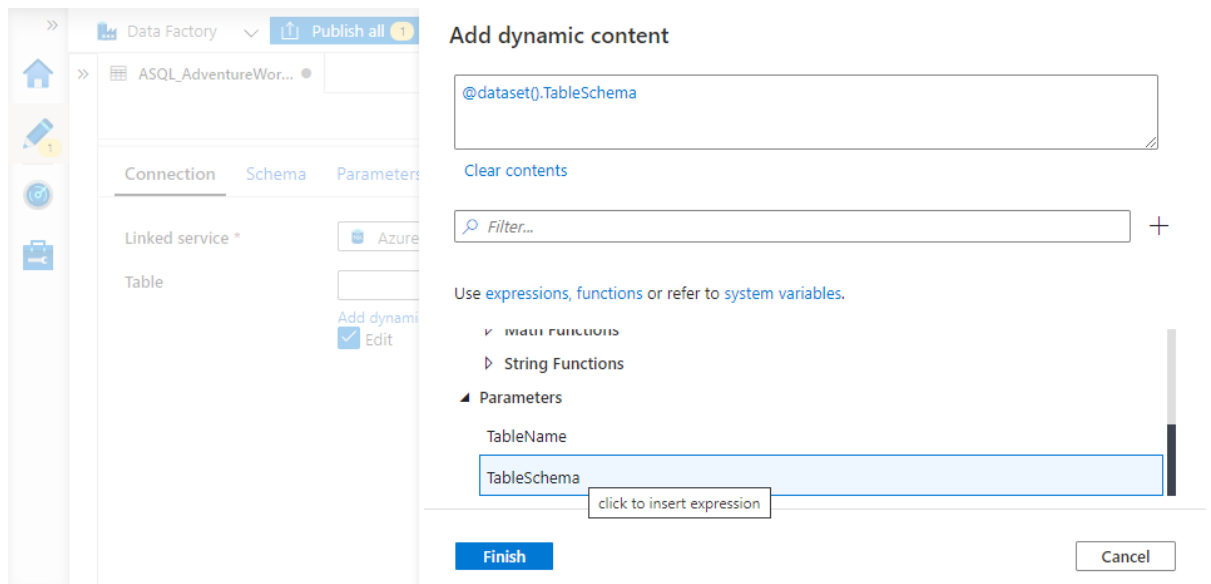 Data Factory
Publish all 1
ASQL_AdventureWor...
1
Connection Schema Parameters
Linked service *
Azure
Table
Add dynami
Edit
Add dynamic content
@dataset().TableSchema
Clear contents
Filter...
Use expressions, functions or refer to system variables.
Math Functions
String Functions
Parameters
TableName
TableSchema
click to insert expression
Finish
Cancel